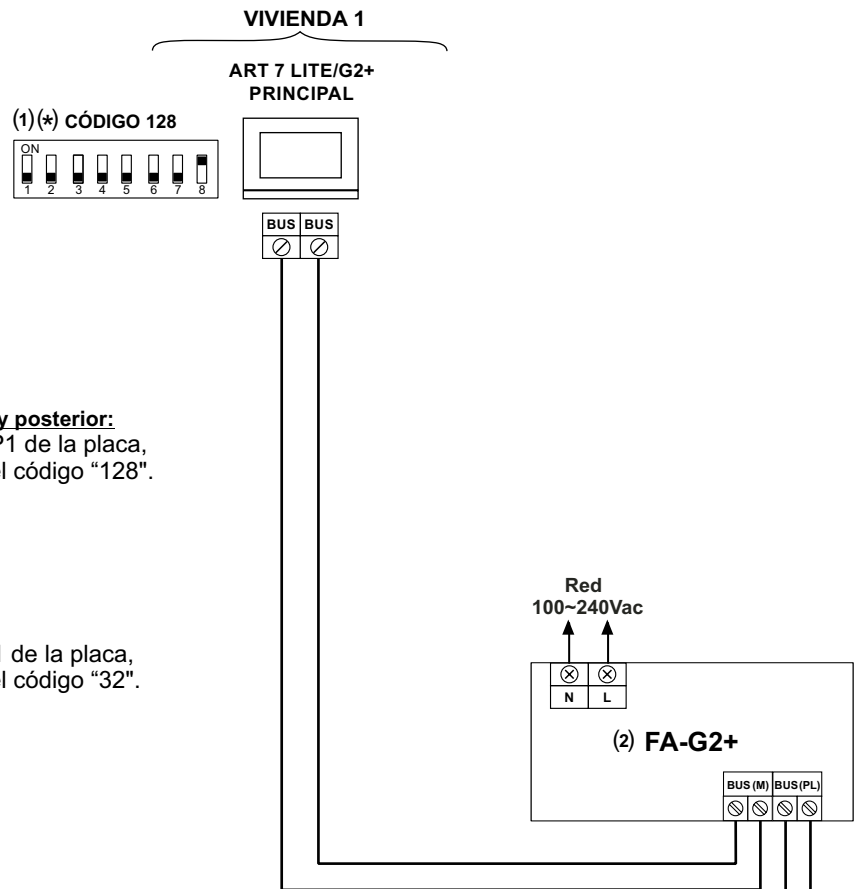 VIVIENDA 1
ART 7 LITE/G2+
PRINCIPAL
(1)(*) CÓDIGO 128
ON
1 2 3 4 5 6 7 8
BUS BUS
y posterior:
1 de la placa,
el código “128".
Red
100~240Vac
de la placa,
el código “32".
N L
(2) FA-G2+
BUS (M) BUS (PL)